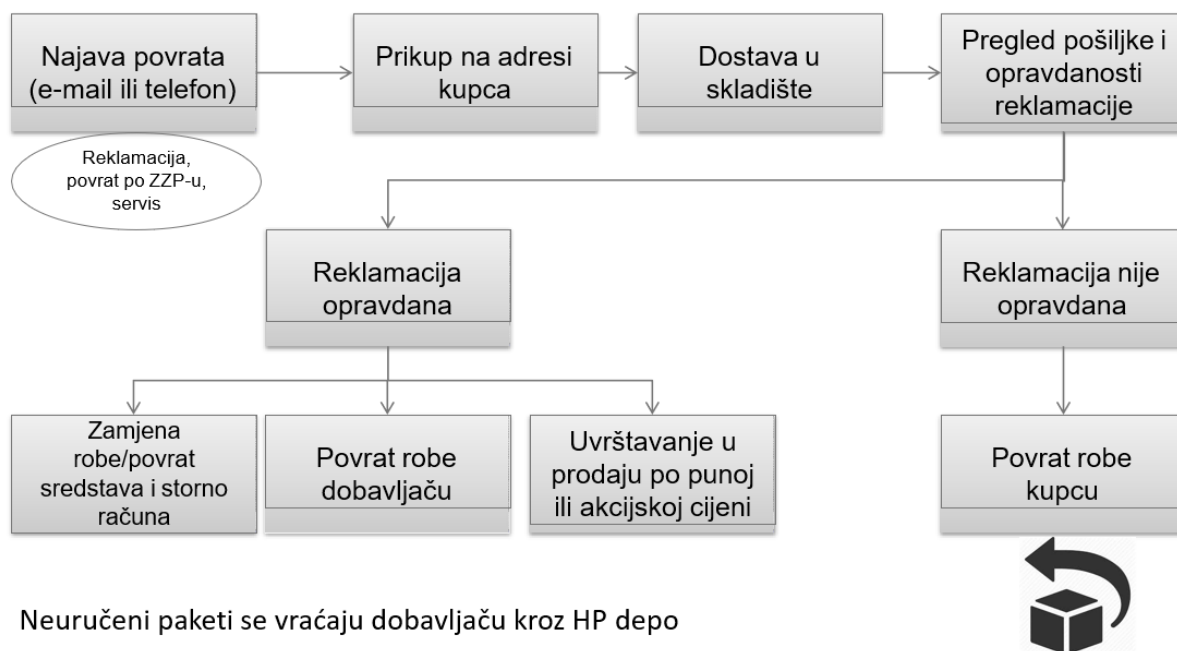 Najava povrata
(e-mail ili telefon)
Prikup na adresi
kupca
Dostava u
skladište
Pregled pošiljke i
opravdanosti
reklamacije
Reklamacija,
povrat po ZZP-u,
servis
Reklamacija
opravdana
Reklamacija nije
opravdana
Zamjena
robe/povrat
sredstava i storno
računa
Povrat robe
dobavljaču
Uvrštavanje u
prodaju po punoj
ili akcijskoj cijeni
Povrat robe
kupcu
Neuručeni paketi se vraćaju dobavljaču kroz HP depo